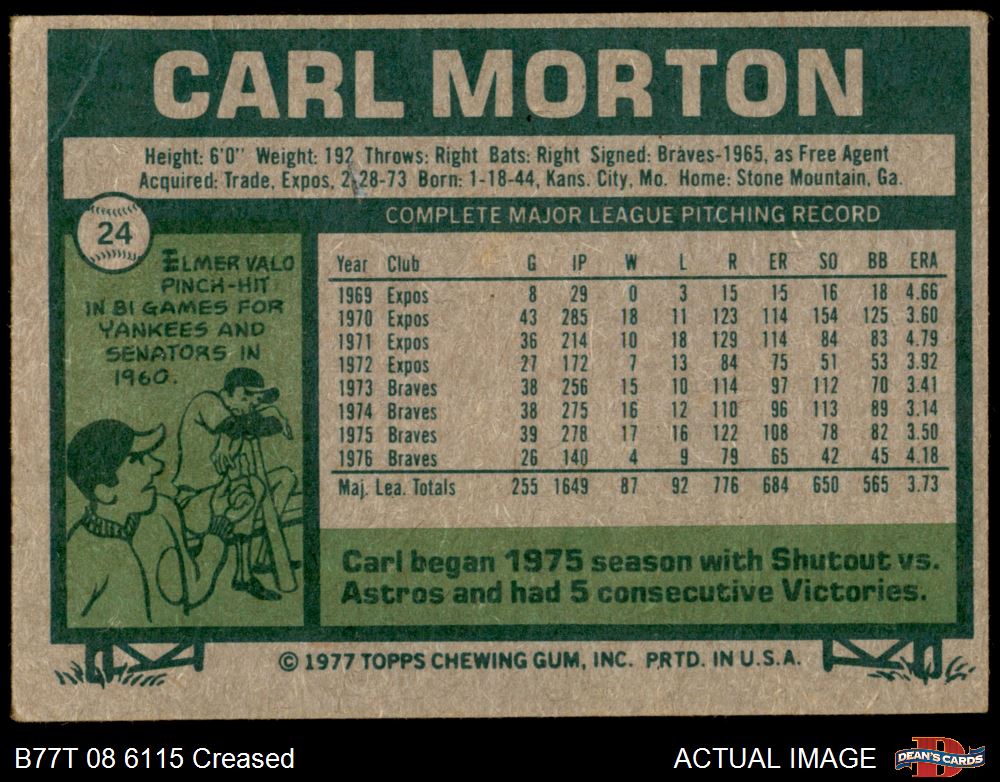 CARL MORTON
Height: 6'0" Weight: 192 Throws: Right Bats: Right Signed: Braves-1965, as Free Agent
Acquired: Trade, Expos, 2-28-73 Born: 1-18-44, Kans. City, Mo. Home: Stone Mountain, Ga.
24
ELMER VALO
PINCH-HIT
IN 81 GAMES FOR
YANKEES AND
SENATORS IN
1960.
COMPLETE MAJOR LEAGUE PITCHING RECORD
Year Club G IP W L R ER SO BB ERA
1969 Expos 8 29 0 3 15 15 16 18 4.66
1970 Expos 43 285 18 11 123 114 154 125 3.60
1971 Expos 36 214 10 18 129 114 84 83 4.79
1972 Expos 27 172 7 13 84 75 51 53 3.92
1973 Braves 38 256 15 10 114 97 112 70 3.41
1974 Braves 38 275 16 12 110 96 113 89 3.14
1975 Braves 39 278 17 16 122 108 78 82 3.50
1976 Braves 26 140 4 9 79 65 42 45 4.18
Maj. Lea. Totals 255 1649 87 92 776 684 650 565 3.73
Carl began 1975 season with Shutout vs.
Astros and had 5 consecutive Victories.
© 1977 TOPPS CHEWING GUM, INC. PRTD. IN U.S.A.
B77T 08 6115 Creased
ACTUAL IMAGE
D
DEAN'S CARDS